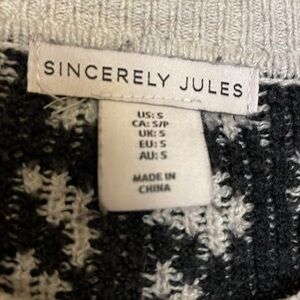 SINCERELY JULES
US: S
CA: S/P
UK: S
EU: S
AU: S
MADE IN
CHINA